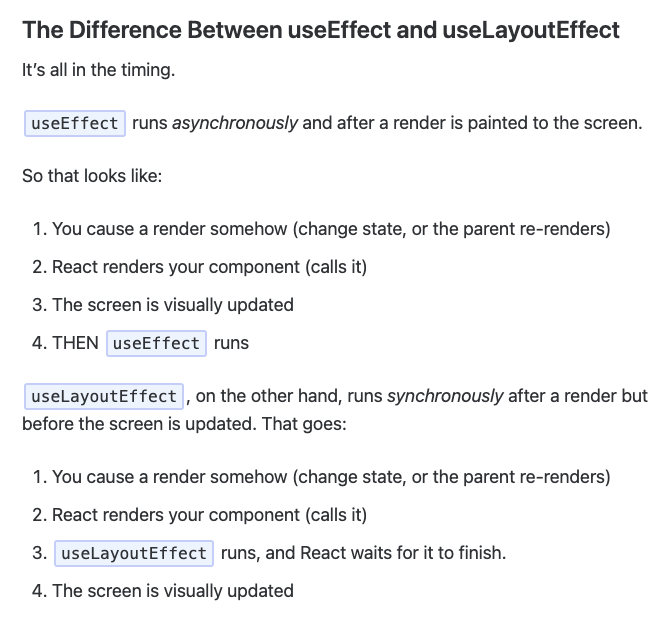 The Difference Between useEffect and useLayoutEffect
It’s all in the timing.
useEffect runs asynchronously and after a render is painted to the screen.
So that looks like:
1. You cause a render somehow (change state, or the parent re-renders)
2. React renders your component (calls it)
3. The screen is visually updated
4. THEN useEffect runs
useLayoutEffect, on the other hand, runs synchronously after a render but
before the screen is updated. That goes:
1. You cause a render somehow (change state, or the parent re-renders)
2. React renders your component (calls it)
3. useLayoutEffect runs, and React waits for it to finish.
4. The screen is visually updated